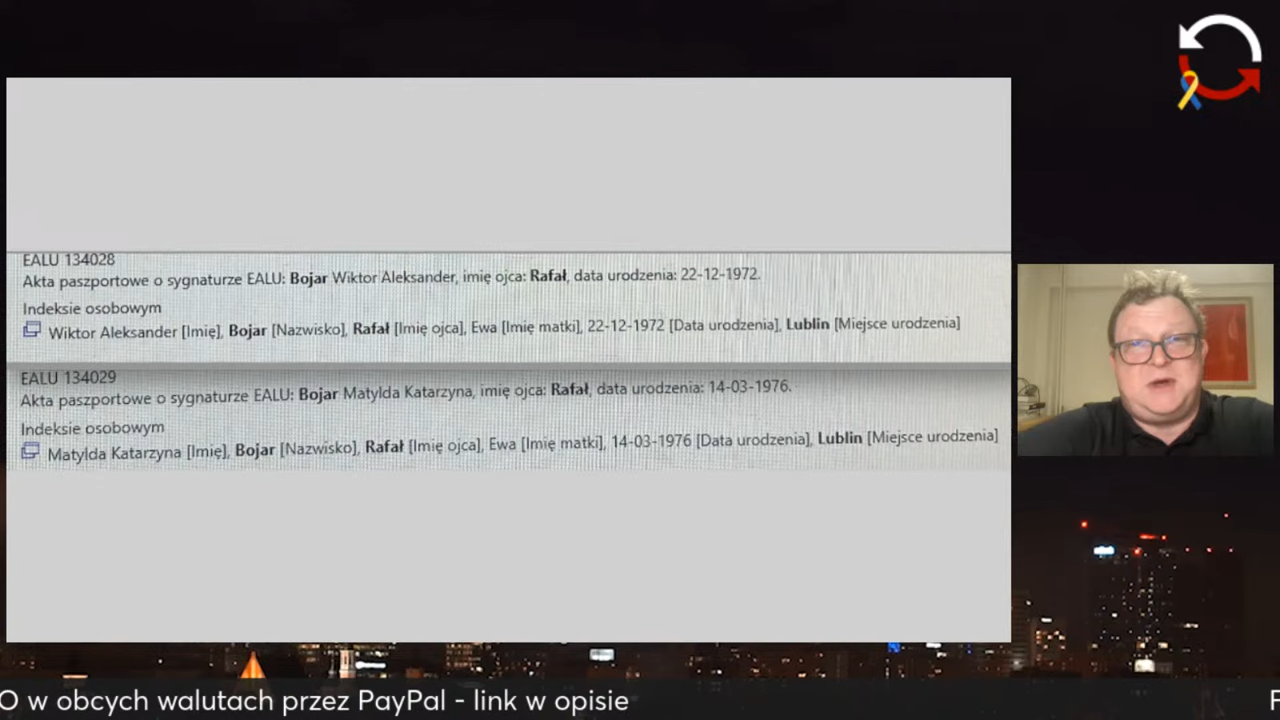 EALU 134028
Akta paszportowe o sygnaturze EALU: Bojar Wiktor Aleksander, imię ojca: Rafał, data urodzenia: 22-12-1972.
Indeksie osobowym
Wiktor Aleksander [Imię], Bojar [Nazwisko], Rafał [Imię ojca], Ewa [Imię matki], 22-12-1972 [Data urodzenia], Lublin [Miejsce urodzenia]
EALU 134029
Akta paszportowe o sygnaturze EALU: Bojar Matylda Katarzyna, imię ojca: Rafał, data urodzenia: 14-03-1976.
Indeksie osobowym
Matylda Katarzyna [Imię], Bojar [Nazwisko], Rafał [Imię ojca], Ewa [Imię matki], 14-03-1976 [Data urodzenia], Lublin [Miejsce urodzenia]
O w obcych walutach przez PayPal - link w opisie